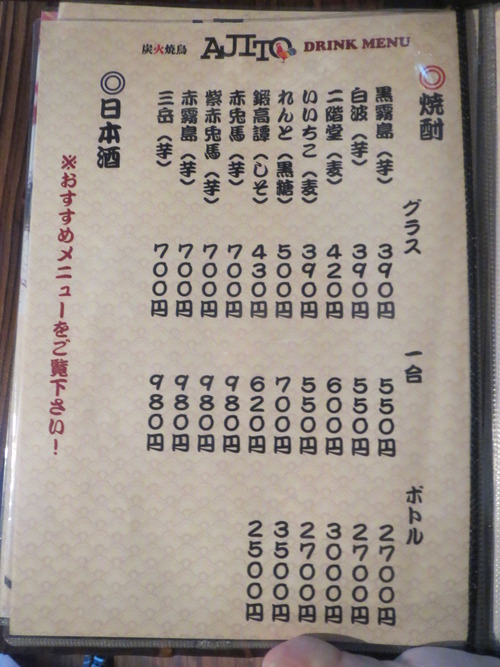 炭火焼鳥 AJITO DRINK MENU
◎焼酎
グラス 一合 ボトル
黒霧島（芋） 390円 550円 2700円
白波（芋） 390円 550円 2700円
二階堂（麦） 420円 600円 3000円
いいちこ（麦） 390円 550円 2700円
れんと（黒糖） 500円 700円 3500円
鍛高譚（しそ） 430円 620円 2500円
赤兎馬（芋） 700円 980円
紫赤兎馬（芋） 700円 980円
赤霧島（芋） 700円 980円
三岳（芋） 700円 980円
◎日本酒
※おすすめメニューをご覧下さい！